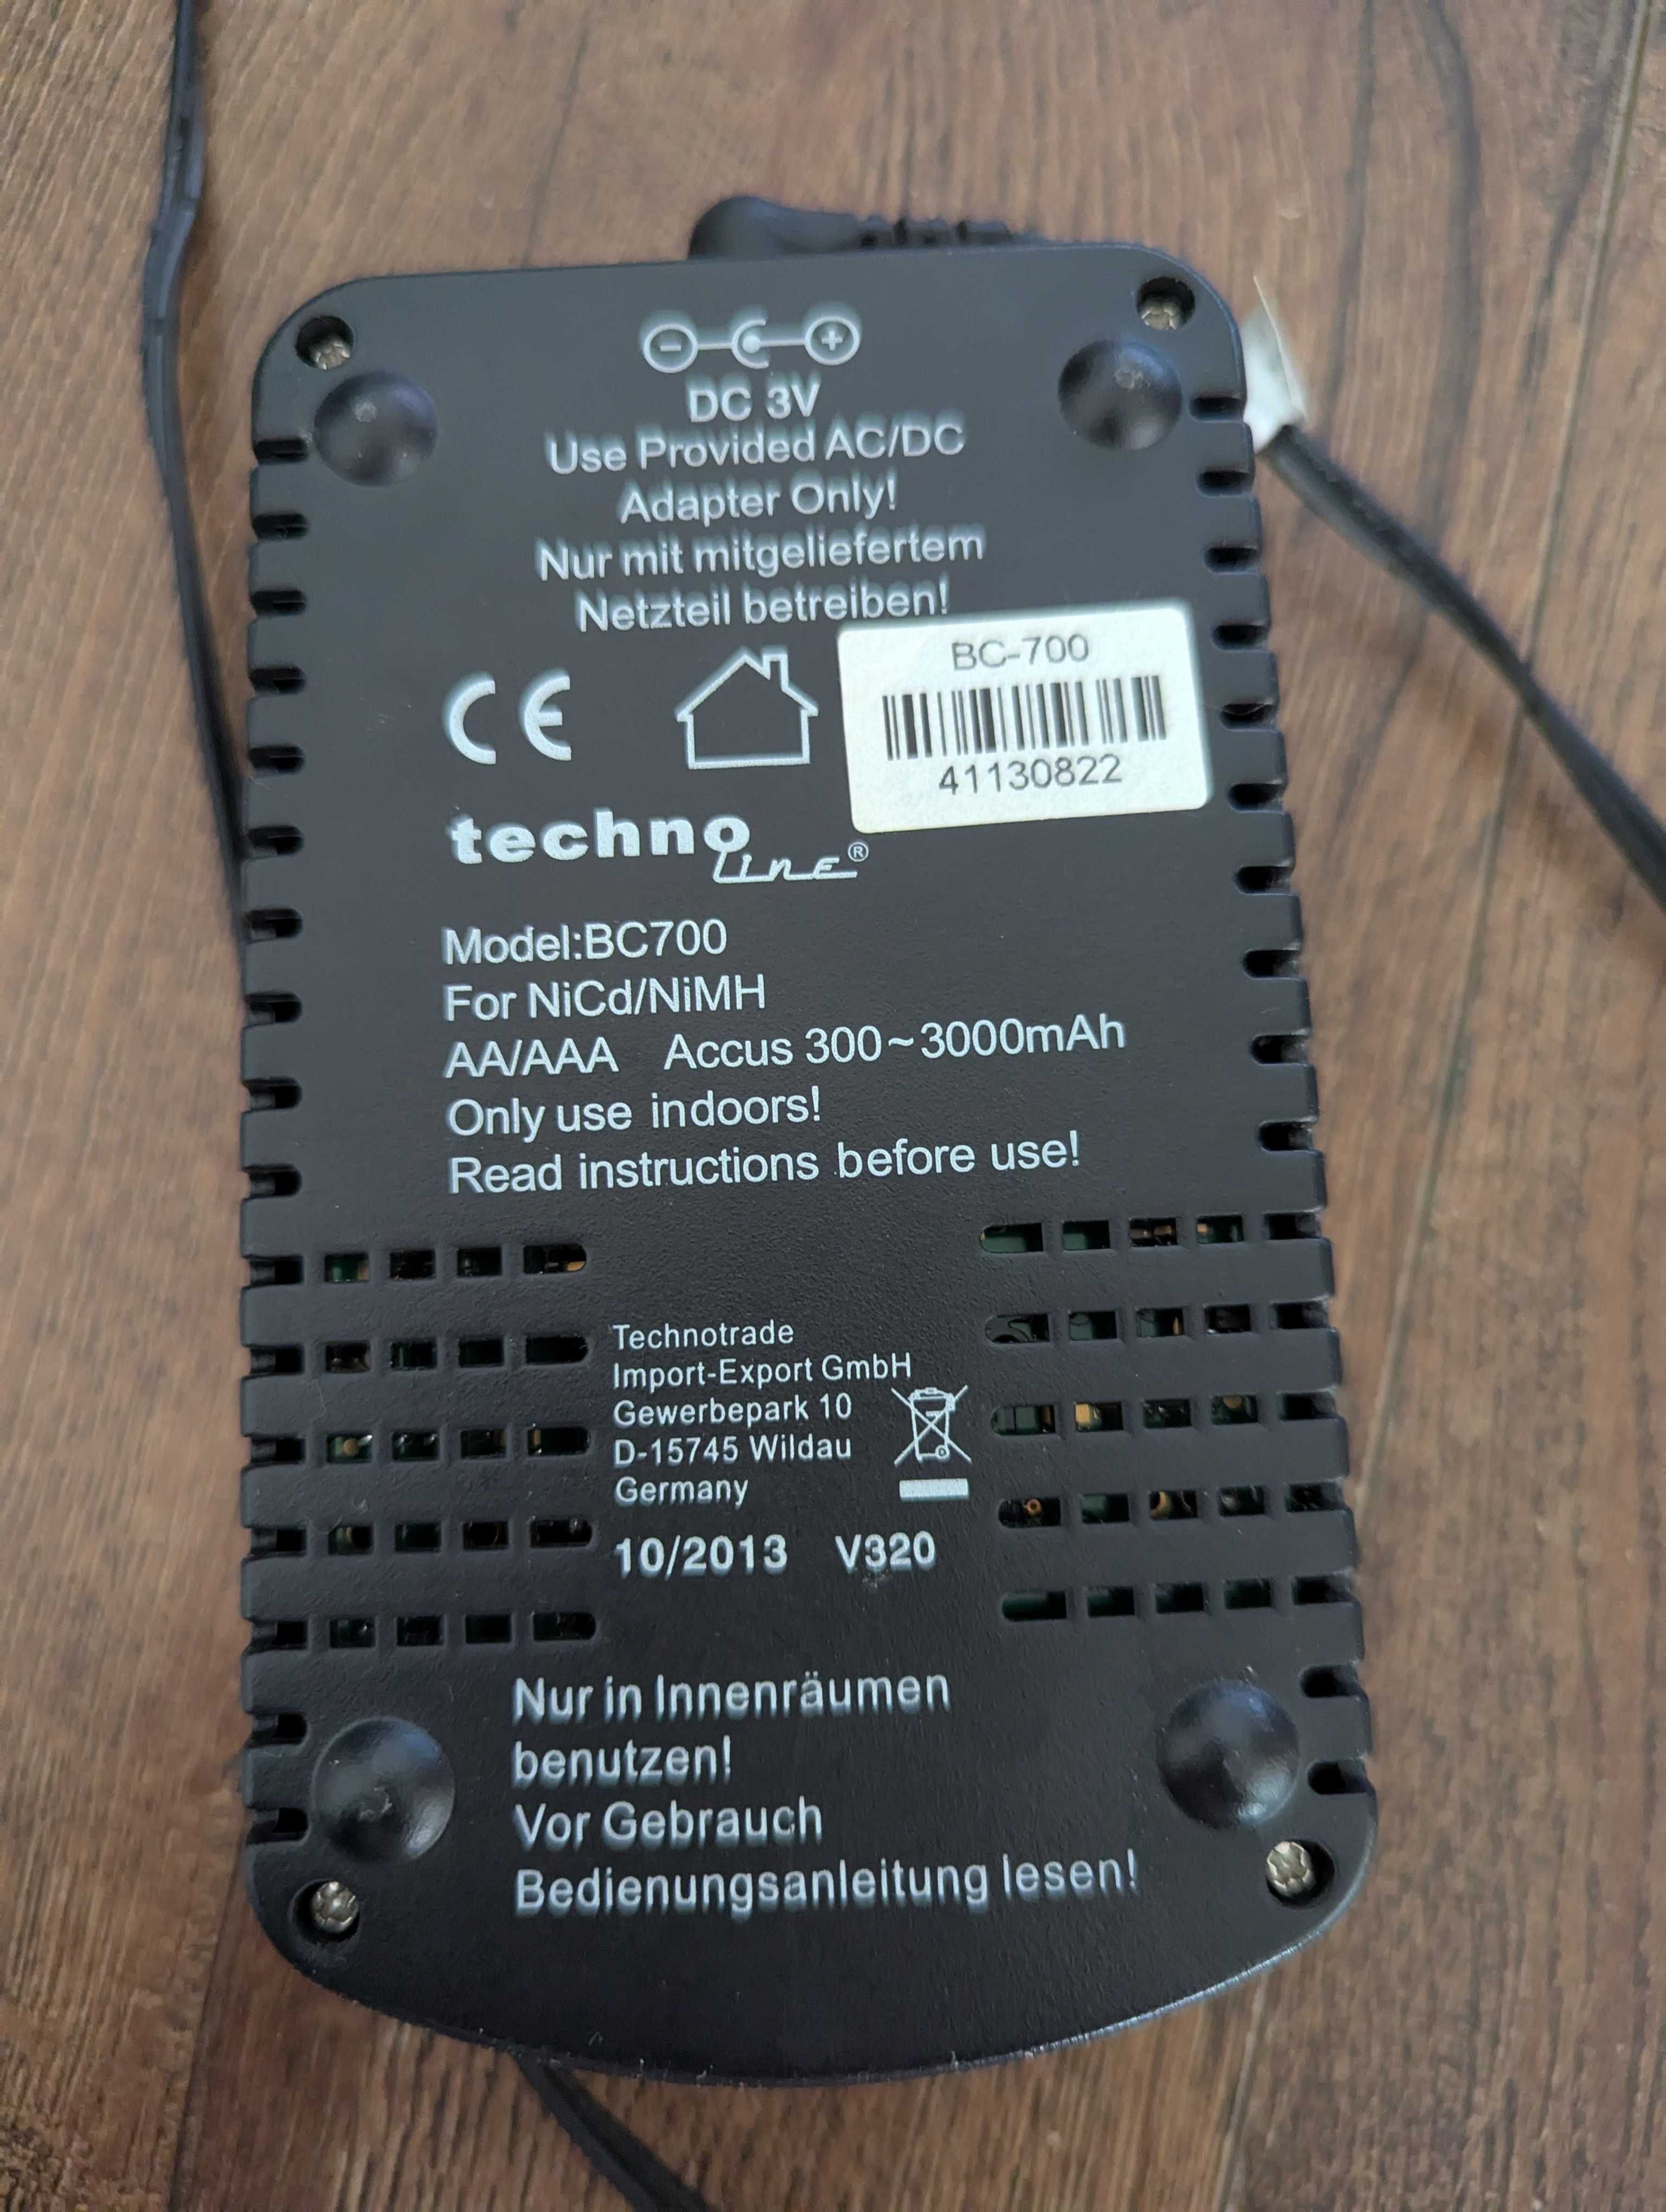 DC 3V
Use Provided AC/DC
Adapter Only!
Nur mit mitgeliefertem
Netzteil betreiben!
CE
BC-700
41130822
techno
line®
Model:BC700
For NiCd/NiMH
AA/AAA Accus 300~3000mAh
Only use indoors!
Read instructions before use!
Technotrade
Import-Export GmbH
Gewerbepark 10
D-15745 Wildau
Germany
10/2013 V320
Nur in Innenräumen
benutzen!
Vor Gebrauch
Bedienungsanleitung lesen!